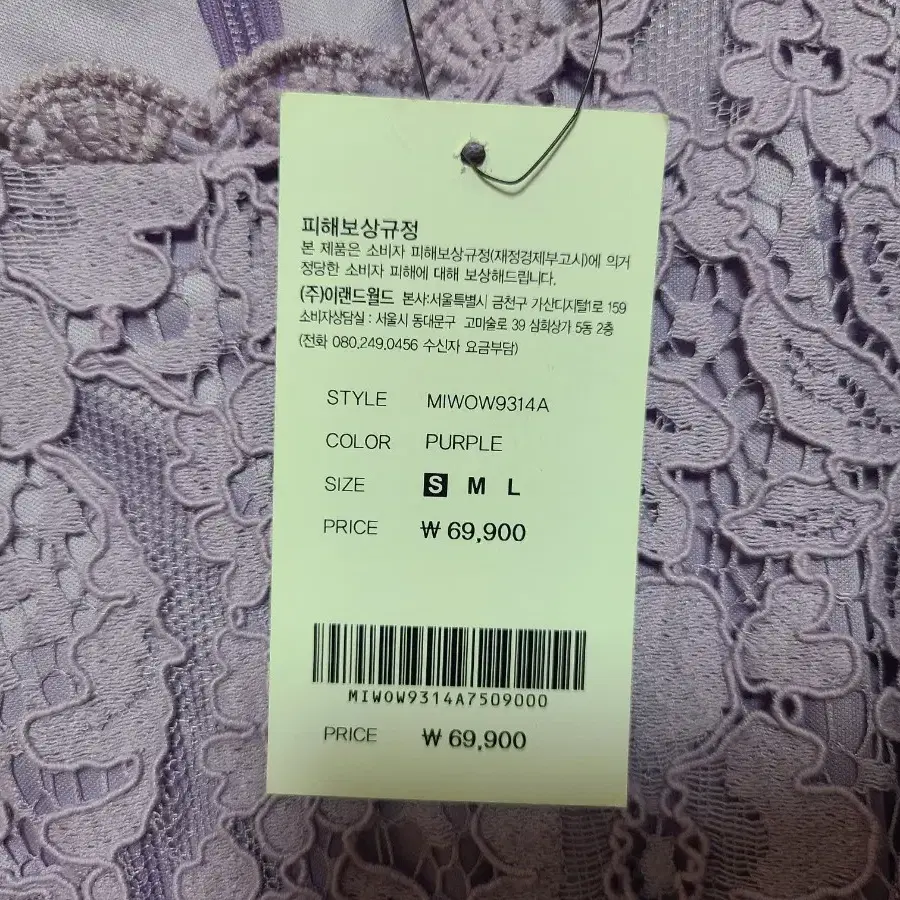 피해보상규정
본 제품은 소비자 피해보상규정(재정경제부고시)에 의거
정당한 소비자 피해에 대해 보상해드립니다.
(주)이랜드월드 본사:서울특별시 금천구 가산디지털1로 159
소비자상담실 : 서울시 동대문구 고미술로 39 삼희상가 5동 2층
(전화 080.249.0456 수신자 요금부담)
STYLE MIWOW9314A
COLOR PURPLE
SIZE S M L
PRICE ₩ 69,900
MIWOW9314A7509000
PRICE ₩ 69,900